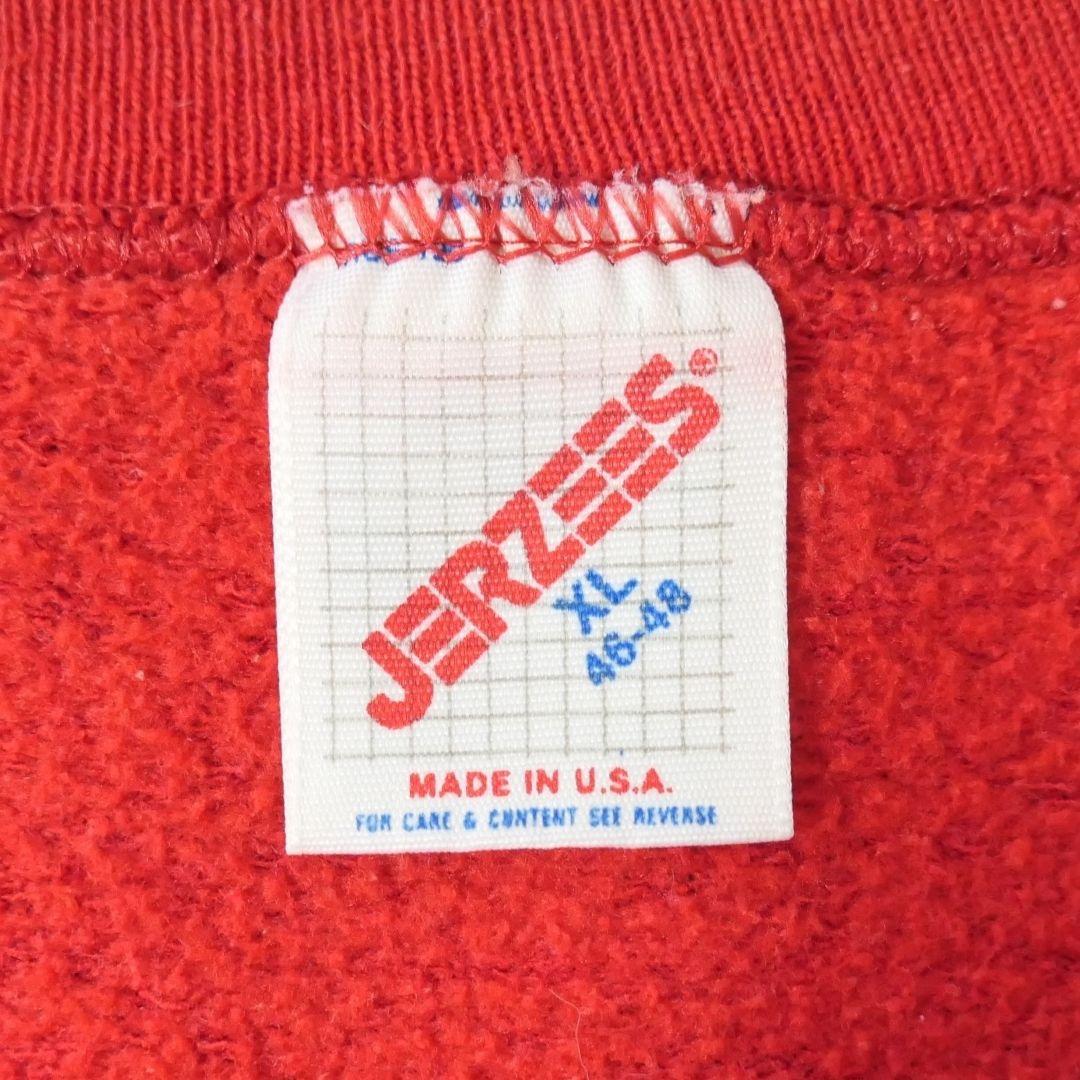 JERZEES®
XL
46-48
MADE IN U.S.A.
FOR CARE & CONTENT SEE REVERSE